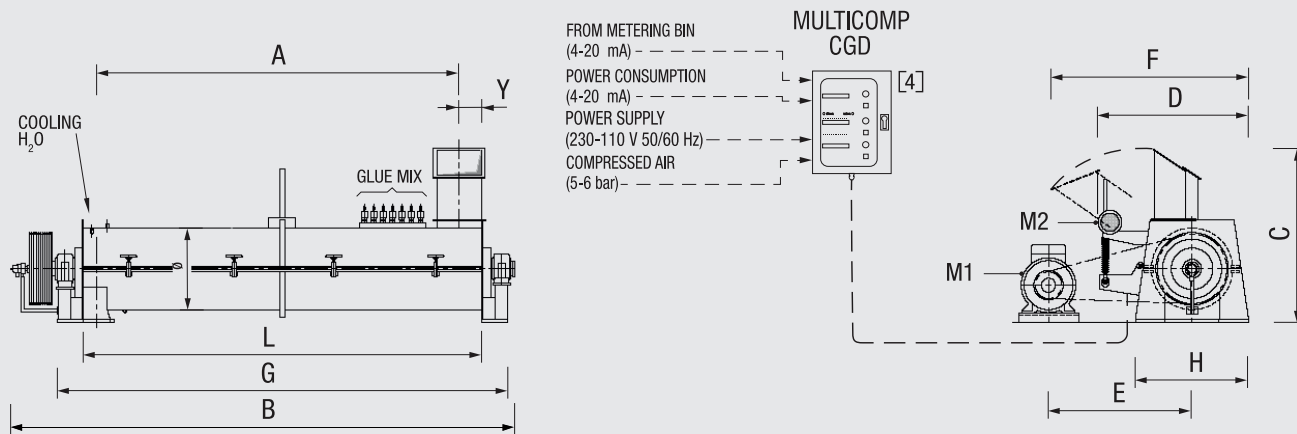 A
Y
COOLING
H₂O
GLUE MIX
Ø
L
G
B
FROM METERING BIN
(4-20 mA)
POWER CONSUMPTION
(4-20 mA)
POWER SUPPLY
(230-110 V 50/60 Hz)
COMPRESSED AIR
(5-6 bar)
MULTICOMP
CGD
[4]
F
D
M2
M1
C
H
E